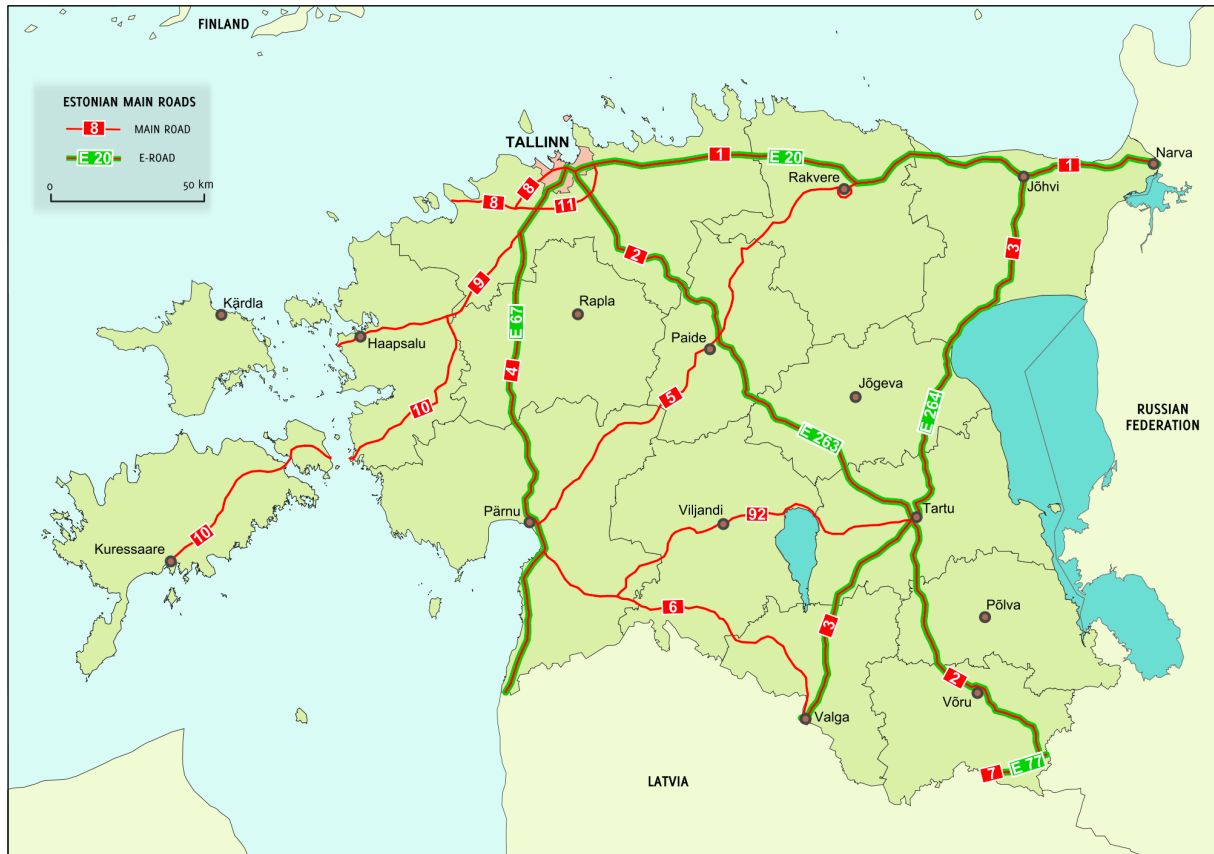 FINLAND
ESTONIAN MAIN ROADS
8 MAIN ROAD
E 20 E-ROAD
0 50 km
TALLINN
1
E 20
Rakvere
Jõhvi
1
Narva
8
8
11
2
3
9
Kärdla
Rapla
E 67
Haapsalu
Paide
4
5
Jõgeva
E 264
RUSSIAN
FEDERATION
10
E 263
10
Pärnu
Viljandi
92
Tartu
Kuressaare
6
3
Põlva
2
Võru
Valga
7
E 77
LATVIA